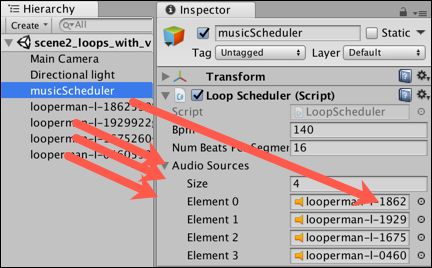 Hierarchy
Create
All
scene2_loops_with_v
Main Camera
Directional light
musicScheduler
looperman-l-1862
looperman-l-1929922
looperman-l-1675260
looperman-l-0460
Inspector
musicScheduler
Static
Tag Untagged Layer Default
Transform
Loop Scheduler (Script)
Script LoopScheduler
Bpm 140
Num Beats Per Segment 16
Audio Sources
Size 4
Element 0 looperman-l-1862
Element 1 looperman-l-1929
Element 2 looperman-l-1675
Element 3 looperman-l-0460